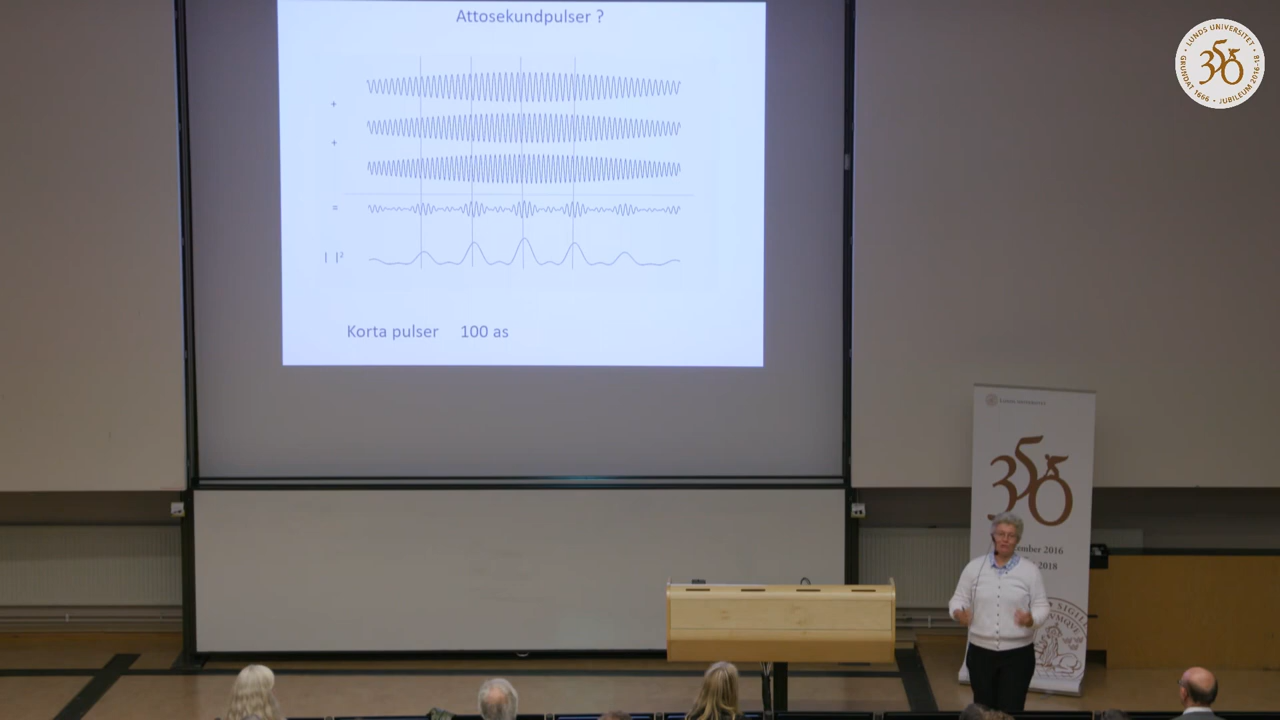 Attosekundpulser ?
+
+
=
| |²
Korta pulser 100 as
LUNDS UNIVERSITET
350
GRUNDAT 1666 • JUBILEUM 2016-18
LUNDS UNIVERSITET
350
ember 2016
2018
SIGIL